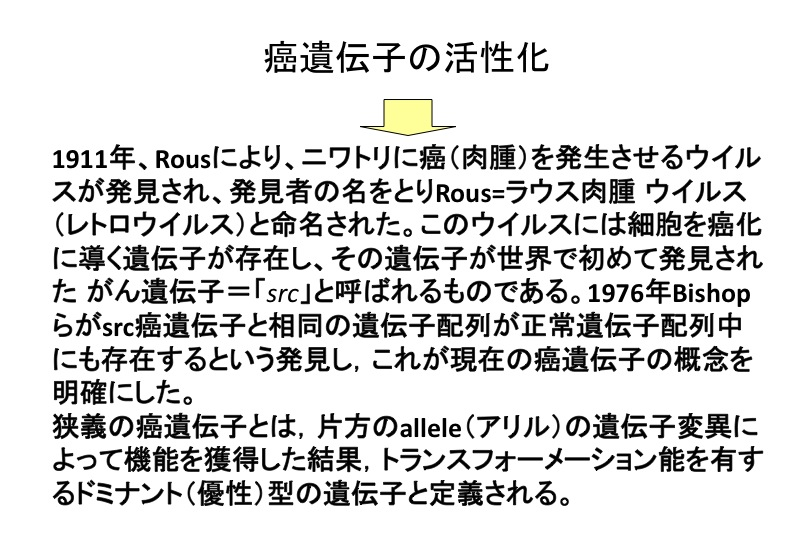 癌遺伝子の活性化
1911年、Rousにより、ニワトリに癌（肉腫）を発生させるウイル
スが発見され、発見者の名をとりRous=ラウス肉腫 ウイルス
（レトロウイルス）と命名された。このウイルスには細胞を癌化
に導く遺伝子が存在し、その遺伝子が世界で初めて発見され
た がん遺伝子＝「src」と呼ばれるものである。1976年Bishop
らがsrc癌遺伝子と相同の遺伝子配列が正常遺伝子配列中
にも存在するという発見し，これが現在の癌遺伝子の概念を
明確にした。
狭義の癌遺伝子とは，片方のallele（アリル）の遺伝子変異に
よって機能を獲得した結果，トランスフォーメーション能を有す
るドミナント（優性）型の遺伝子と定義される。